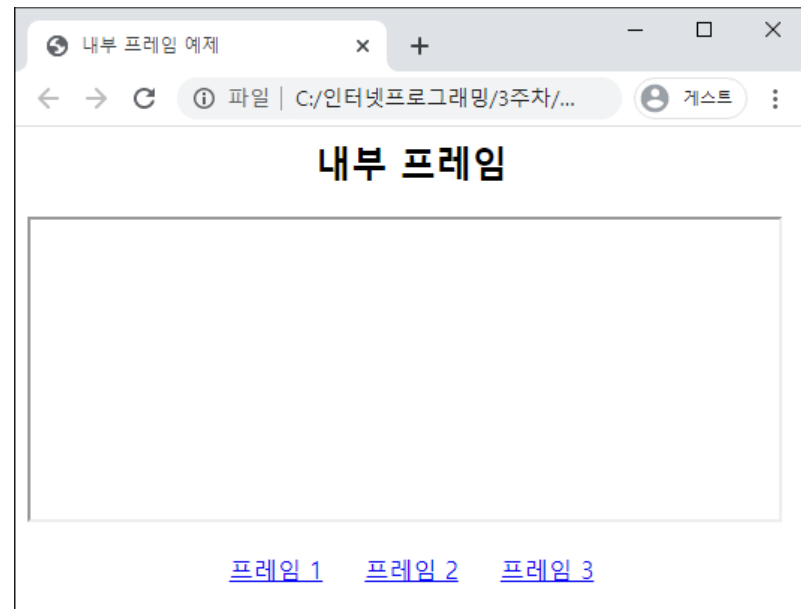 내부 프레임 예제
파일 | C:/인터넷프로그래밍/3주차/... 게스트
내부 프레임
프레임 1 프레임 2 프레임 3